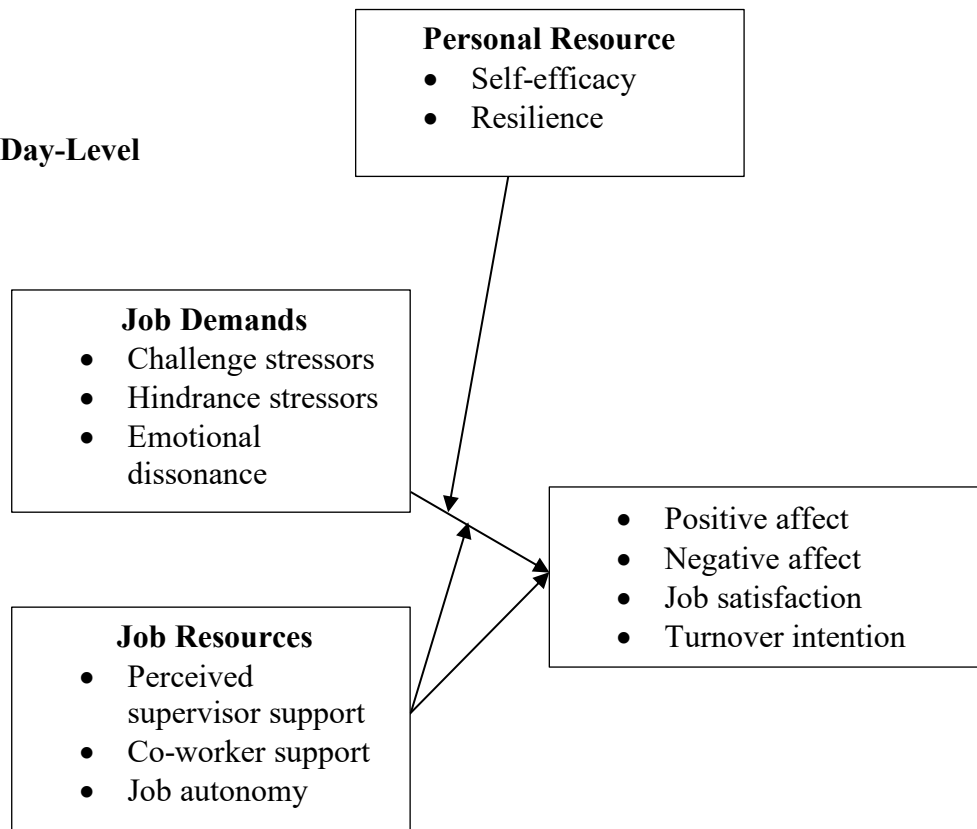 Personal Resource
• Self-efficacy
• Resilience
Day-Level
Job Demands
• Challenge stressors
• Hindrance stressors
• Emotional
dissonance
• Positive affect
• Negative affect
• Job satisfaction
• Turnover intention
Job Resources
• Perceived
supervisor support
• Co-worker support
• Job autonomy